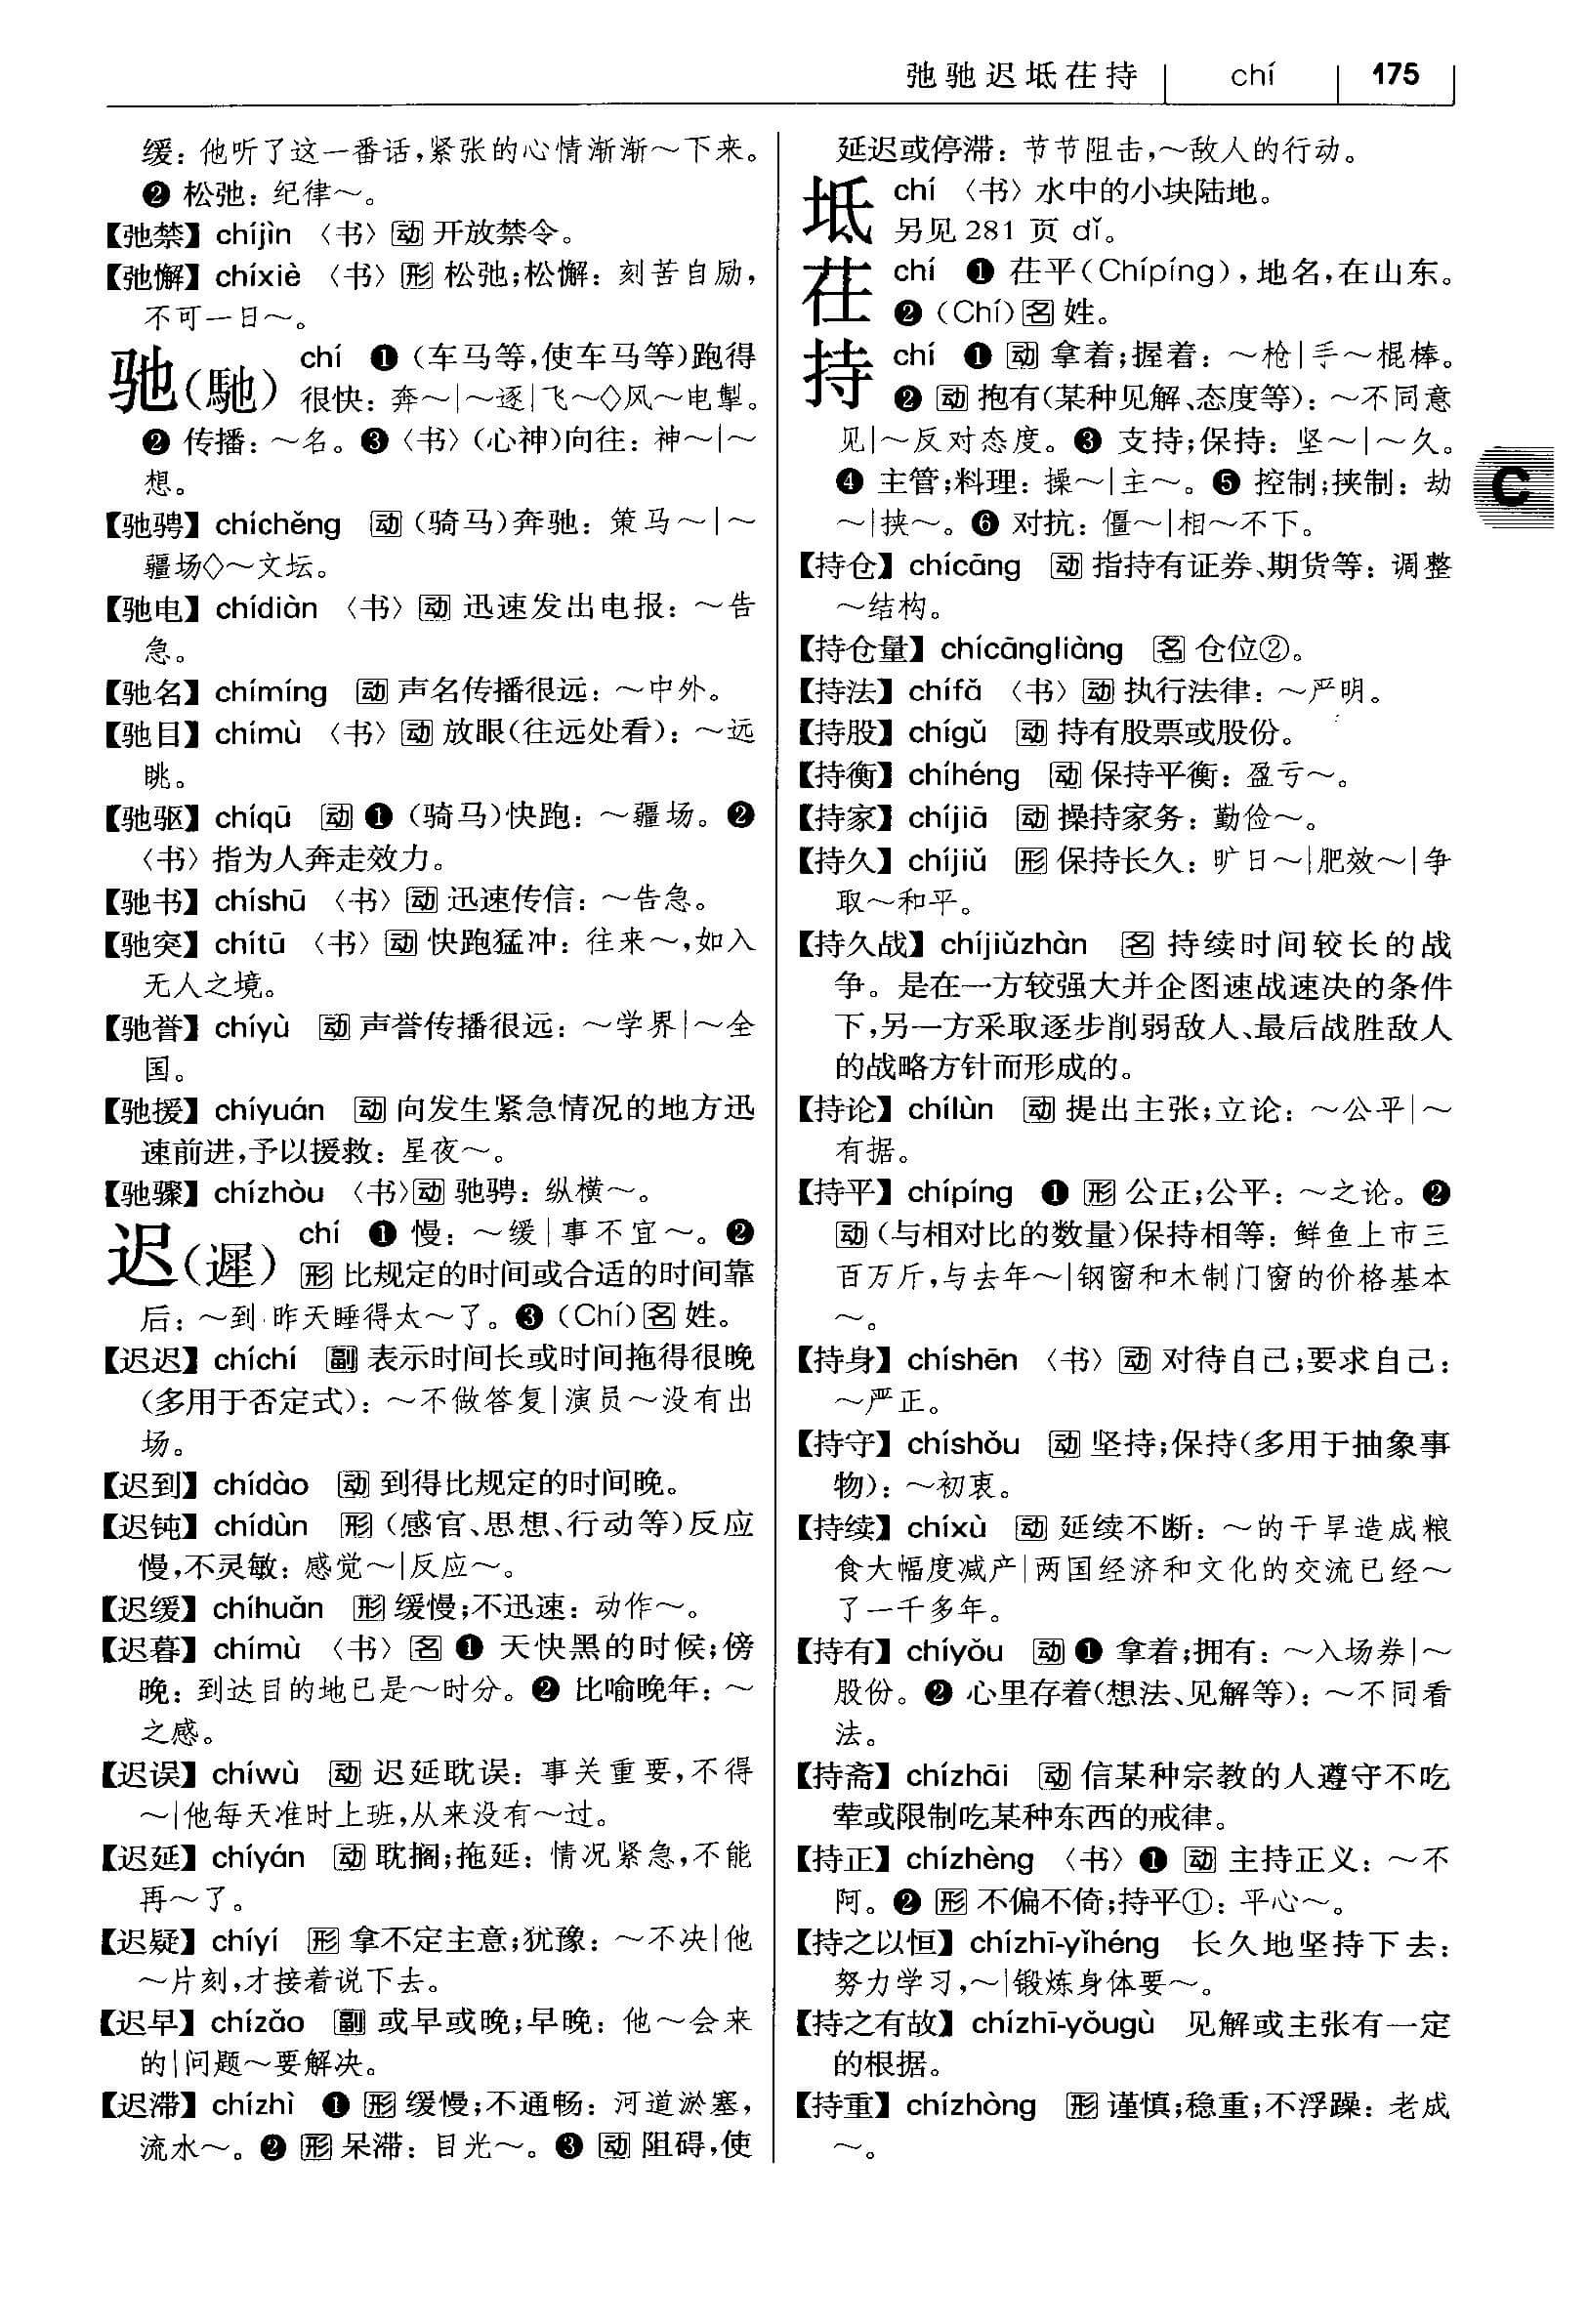 弛驰迟坻茌持 chí 175
缓：他听了这一番话，紧张的心情渐渐～下来。
❷ 松弛：纪律～。
【弛禁】chíjìn 〈书〉动 开放禁令。
【弛懈】chíxiè 〈书〉形 松弛；松懈：刻苦自励，
不可一日～。
驰（馳） chí ❶（车马等，使车马等）跑得
很快：奔～|～逐|飞～◇风～电掣。
❷ 传播：～名。❸〈书〉（心神）向往：神～|～
想。
【驰骋】chíchěng 动（骑马）奔驰：策马～|～
疆场◇～文坛。
【驰电】chídiàn 〈书〉动 迅速发出电报：～告
急。
【驰名】chímíng 动 声名传播很远：～中外。
【驰目】chímù 〈书〉动 放眼（往远处看）：～远
眺。
【驰驱】chíqū 动 ❶（骑马）快跑：～疆场。❷
〈书〉指为人奔走效力。
【驰书】chíshū 〈书〉动 迅速传信：～告急。
【驰突】chítū 〈书〉动 快跑猛冲：往来～，如入
无人之境。
【驰誉】chíyù 动 声誉传播很远：～学界|～全
国。
【驰援】chíyuán 动 向发生紧急情况的地方迅
速前进，予以援救：星夜～。
【驰骤】chízhòu 〈书〉动 驰骋：纵横～。
迟（遲） chí ❶ 慢：～缓|事不宜～。❷
形 比规定的时间或合适的时间靠
后：～到·昨天睡得太～了。❸（Chí）名 姓。
【迟迟】chíchí 副 表示时间长或时间拖得很晚
（多用于否定式）：～不做答复|演员～没有出
场。
【迟到】chídào 动 到得比规定的时间晚。
【迟钝】chídùn 形（感官、思想、行动等）反应
慢，不灵敏：感觉～|反应～。
【迟缓】chíhuǎn 形 缓慢；不迅速：动作～。
【迟暮】chímù 〈书〉名 ❶ 天快黑的时候；傍
晚：到达目的地已是～时分。❷ 比喻晚年：～
之感。
【迟误】chíwù 动 迟延耽误：事关重要，不得
～|他每天准时上班，从来没有～过。
【迟延】chíyán 动 耽搁；拖延：情况紧急，不能
再～了。
【迟疑】chíyí 形 拿不定主意；犹豫：～不决|他
～片刻，才接着说下去。
【迟早】chízǎo 副 或早或晚；早晚：他～会来
的|问题～要解决。
【迟滞】chízhì ❶ 形 缓慢；不通畅：河道淤塞，
流水～。❷ 形 呆滞：目光～。❸ 动 阻碍，使
延迟或停滞：节节阻击，～敌人的行动。
坻 chí 〈书〉水中的小块陆地。
另见 281 页 dǐ。
茌 chí ❶ 茌平（Chípíng），地名，在山东。
❷（Chí）名 姓。
持 chí ❶ 动 拿着；握着：～枪|手～棍棒。
❷ 动 抱有（某种见解、态度等）：～不同意
见|～反对态度。❸ 支持；保持：坚～|～久。
❹ 主管；料理：操～|主～。❺ 控制；挟制：劫
～|挟～。❻ 对抗：僵～|相～不下。
【持仓】chícāng 动 指持有证券、期货等：调整
～结构。
【持仓量】chícāngliàng 名 仓位②。
【持法】chífǎ 〈书〉动 执行法律：～严明。
【持股】chígǔ 动 持有股票或股份。
【持衡】chíhéng 动 保持平衡：盈亏～。
【持家】chíjiā 动 操持家务：勤俭～。
【持久】chíjiǔ 形 保持长久：旷日～|肥效～|争
取～和平。
【持久战】chíjiǔzhàn 名 持续时间较长的战
争。是在一方较强大并企图速战速决的条件
下，另一方采取逐步削弱敌人、最后战胜敌人
的战略方针而形成的。
【持论】chílùn 动 提出主张；立论：～公平|～
有据。
【持平】chípíng ❶ 形 公正；公平：～之论。❷
动（与相对比的数量）保持相等：鲜鱼上市三
百万斤，与去年～|钢窗和木制门窗的价格基本
～。
【持身】chíshēn 〈书〉动 对待自己；要求自己：
～严正。
【持守】chíshǒu 动 坚持；保持（多用于抽象事
物）：～初衷。
【持续】chíxù 动 延续不断：～的干旱造成粮
食大幅度减产|两国经济和文化的交流已经～
了一千多年。
【持有】chíyǒu 动 ❶ 拿着；拥有：～入场券|～
股份。❷ 心里存着（想法、见解等）：～不同看
法。
【持斋】chízhāi 动 信某种宗教的人遵守不吃
荤或限制吃某种东西的戒律。
【持正】chízhèng 〈书〉❶ 动 主持正义：～不
阿。❷ 形 不偏不倚；持平①：平心～。
【持之以恒】chízhī-yǐhéng 长久地坚持下去：
努力学习，～|锻炼身体要～。
【持之有故】chízhī-yǒugù 见解或主张有一定
的根据。
【持重】chízhòng 形 谨慎；稳重；不浮躁：老成
～。
C